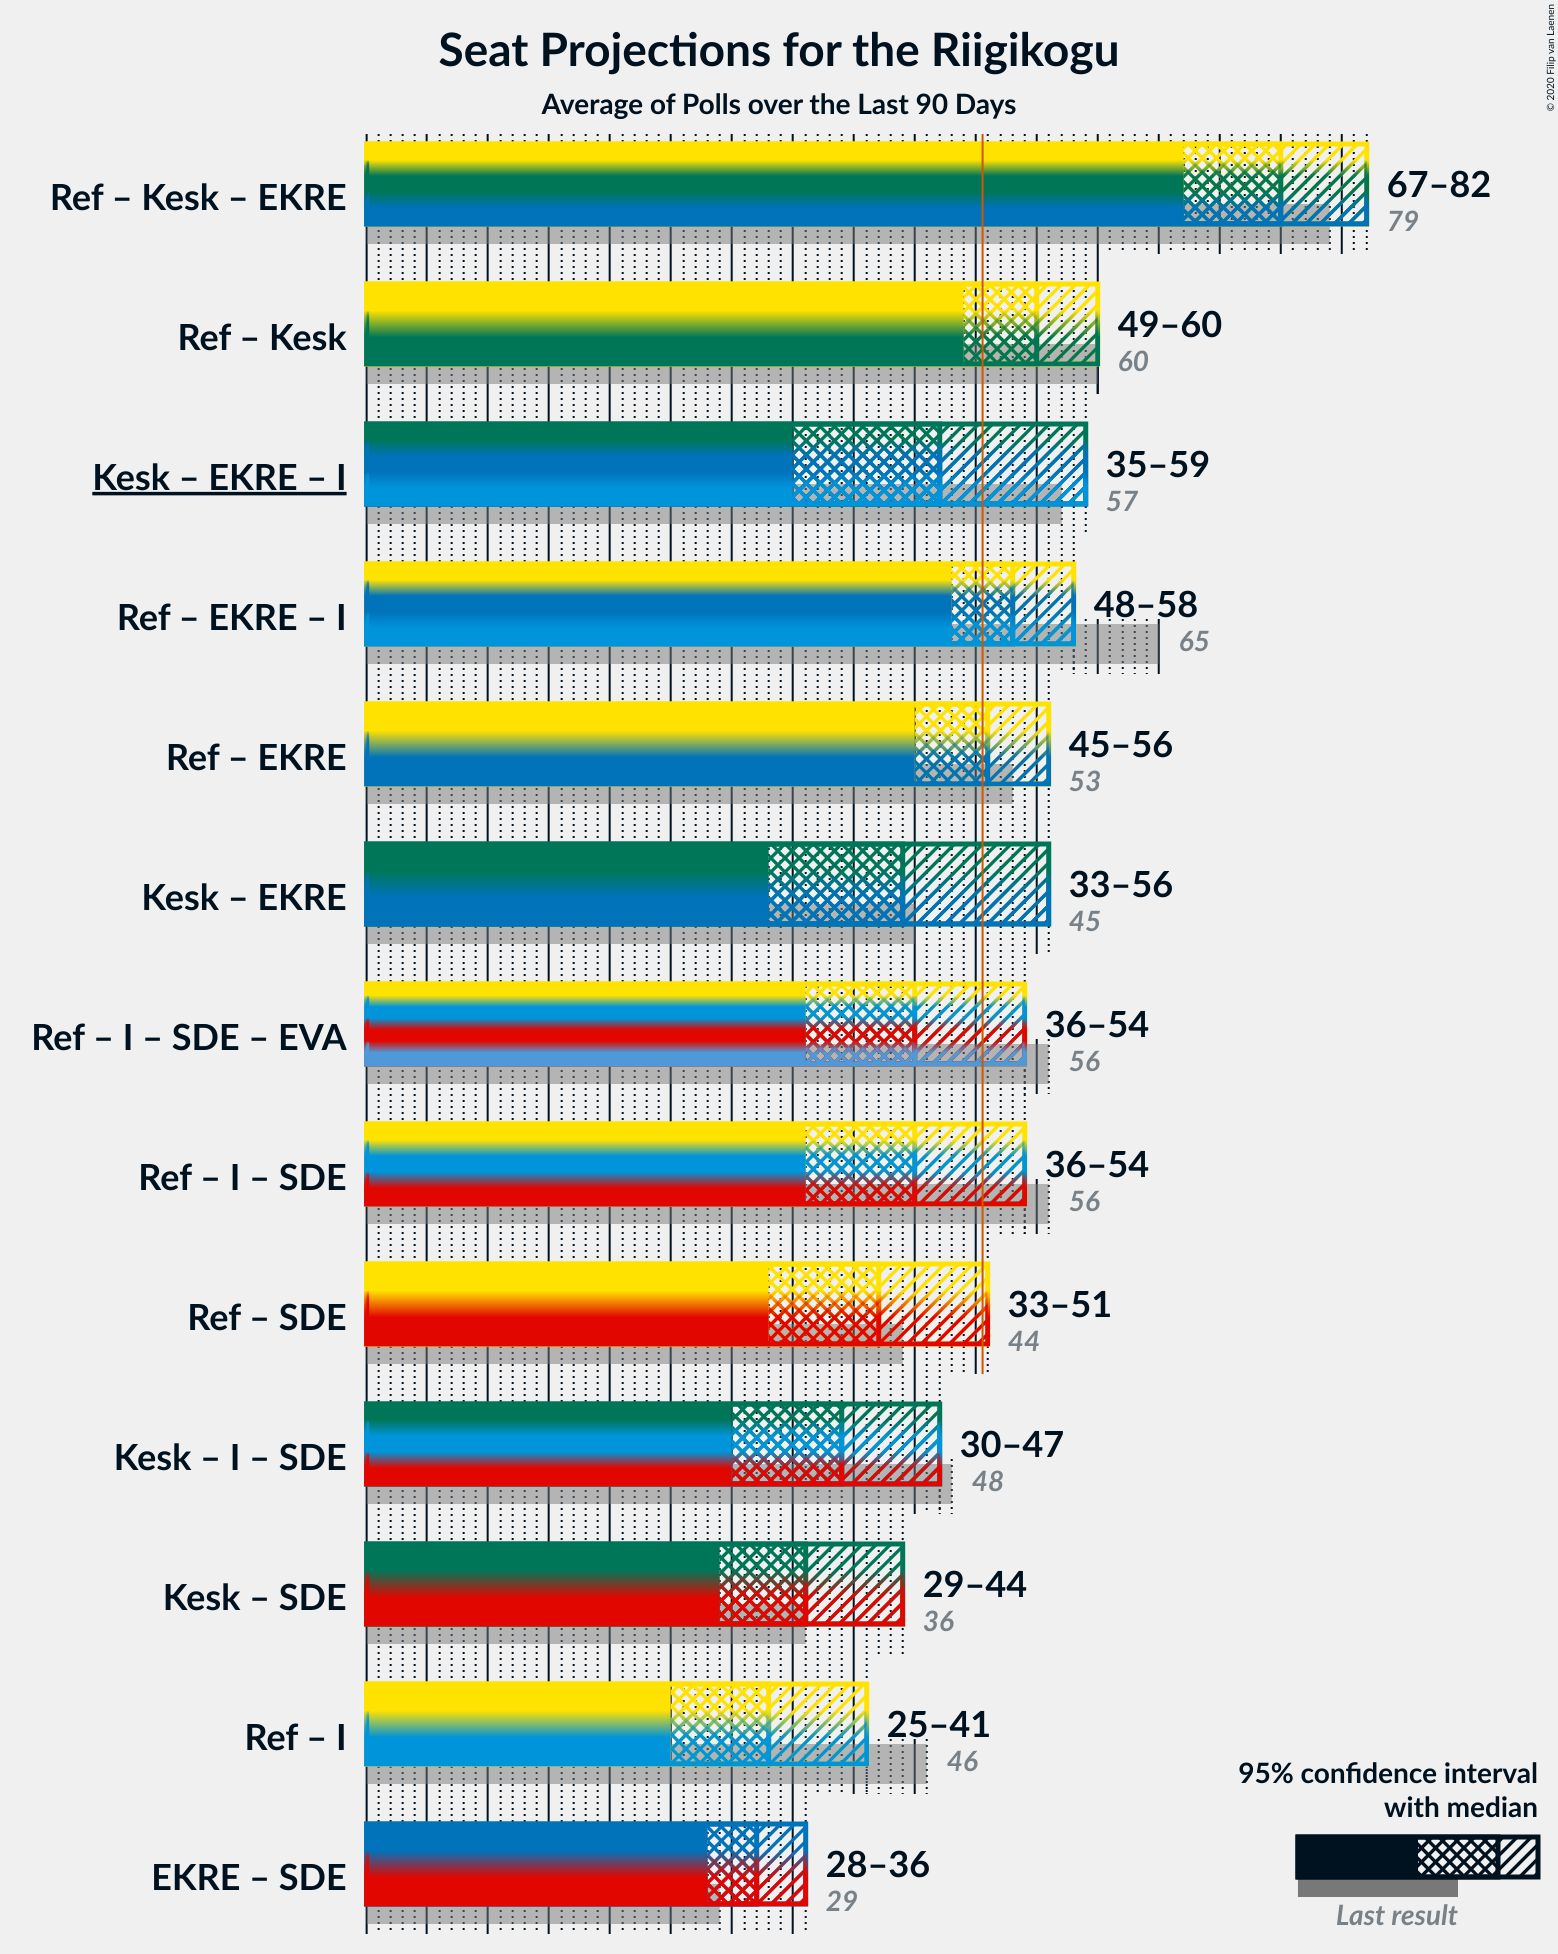 Seat Projections for the Riigikogu
Average of Polls over the Last 90 Days
© 2020 Filip van Laenen
Ref – Kesk – EKRE
67–82
79
Ref – Kesk
49–60
60
Kesk – EKRE – I
35–59
57
Ref – EKRE – I
48–58
65
Ref – EKRE
45–56
53
Kesk – EKRE
33–56
45
Ref – I – SDE – EVA
36–54
56
Ref – I – SDE
36–54
56
Ref – SDE
33–51
44
Kesk – I – SDE
30–47
48
Kesk – SDE
29–44
36
Ref – I
25–41
46
EKRE – SDE
28–36
29
95% confidence interval
with median
Last result